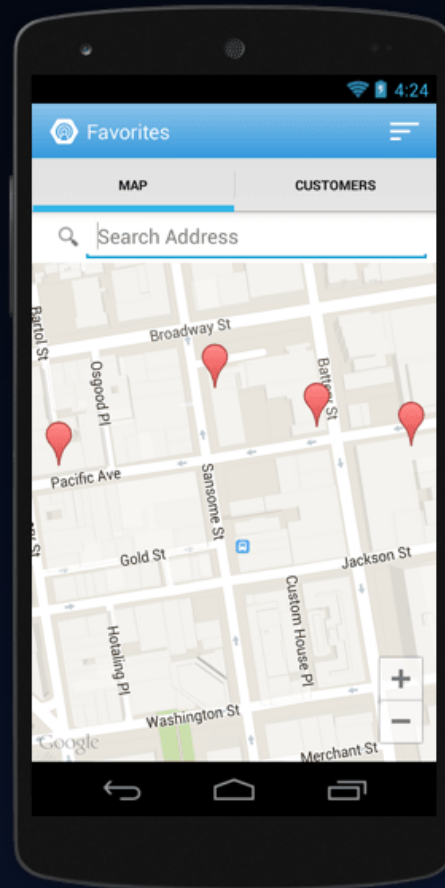 4:24
Favorites
MAP
CUSTOMERS
Search Address
Bartol St
Broadway St
Osgood Pl
Battery St
Pacific Ave
Sansome St
Gold St
Jackson St
Hotaling Pl
Custom House Pl
+
−
Washington St
Google
Merchant St